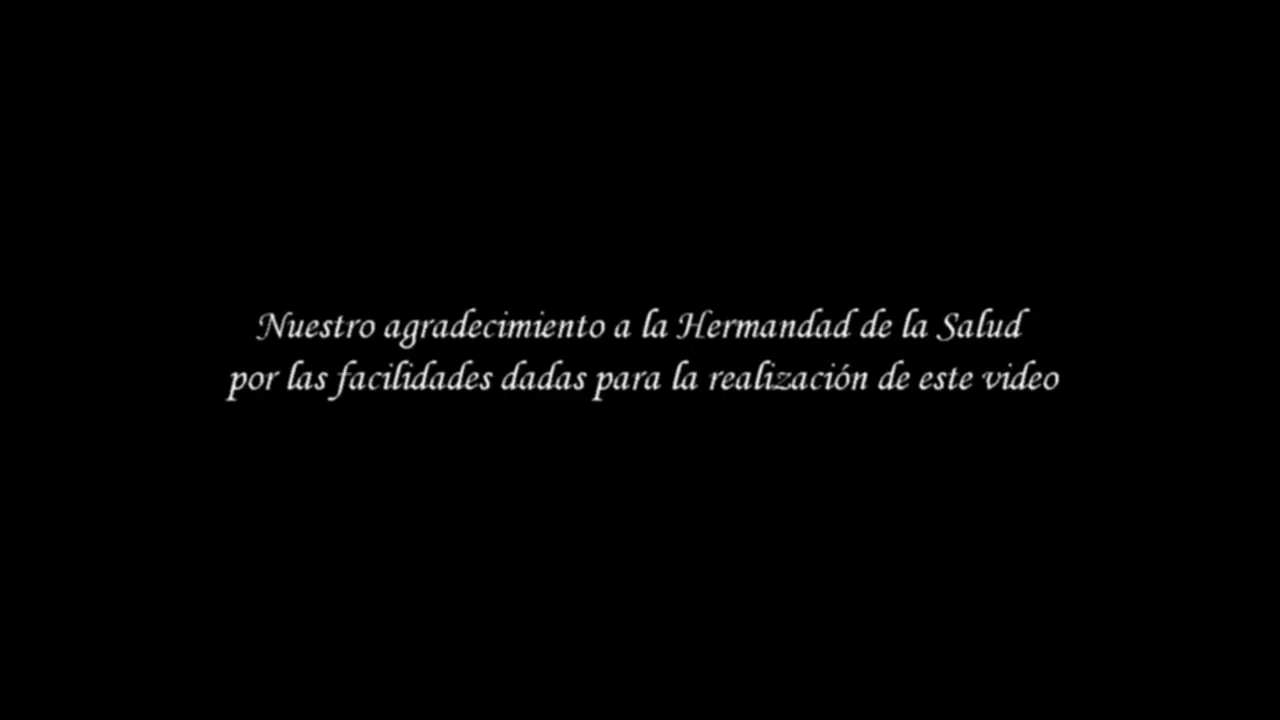 Nuestro agradecimiento a la Hermandad de la Salud
por las facilidades dadas para la realización de este video